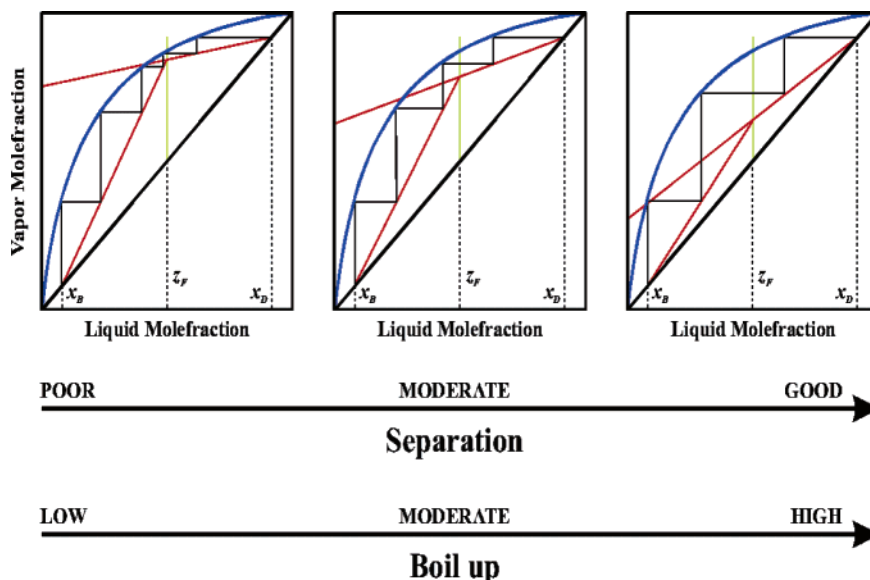 Vapor Molefraction
x_B
z_F
x_D
Liquid Molefraction
x_B
z_F
x_D
Liquid Molefraction
x_B
z_F
x_D
Liquid Molefraction
POOR MODERATE GOOD
Separation
LOW MODERATE HIGH
Boil up